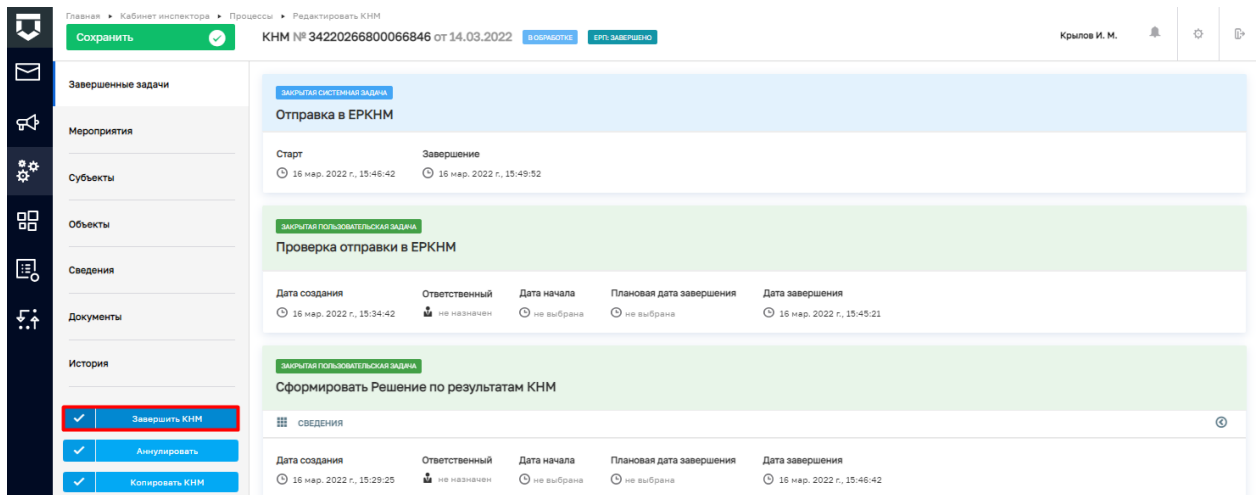 Главная ▸ Кабинет инспектора ▸ Процессы ▸ Редактировать КНМ
Сохранить
КНМ № 34220266800066846 от 14.03.2022 В ОБРАБОТКЕ ЕРП: ЗАВЕРШЕНО
Крылов И. М.
Завершенные задачи
Мероприятия
Субъекты
Объекты
Сведения
Документы
История
Завершить КНМ
Аннулировать
Копировать КНМ
ЗАКРЫТАЯ СИСТЕМНАЯ ЗАДАЧА
Отправка в ЕРКНМ
Старт Завершение
16 мар. 2022 г., 15:46:42 16 мар. 2022 г., 15:49:52
ЗАКРЫТАЯ ПОЛЬЗОВАТЕЛЬСКАЯ ЗАДАЧА
Проверка отправки в ЕРКНМ
Дата создания Ответственный Дата начала Плановая дата завершения Дата завершения
16 мар. 2022 г., 15:34:42 не назначен не выбрана не выбрана 16 мар. 2022 г., 15:45:21
ЗАКРЫТАЯ ПОЛЬЗОВАТЕЛЬСКАЯ ЗАДАЧА
Сформировать Решение по результатам КНМ
СВЕДЕНИЯ
Дата создания Ответственный Дата начала Плановая дата завершения Дата завершения
16 мар. 2022 г., 15:29:25 не назначен не выбрана не выбрана 16 мар. 2022 г., 15:46:42